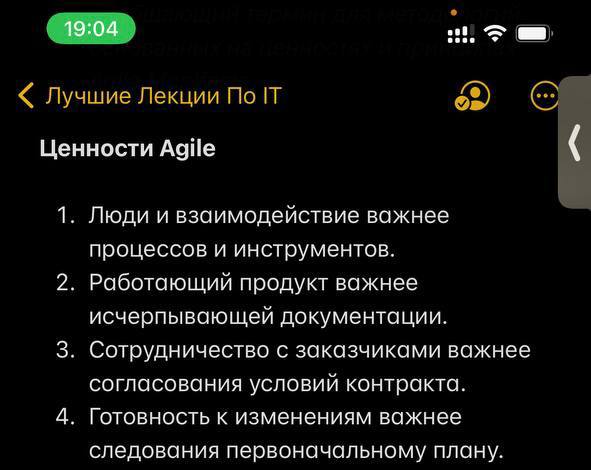 19:04
Лучшие Лекции По IT
Ценности Agile
1. Люди и взаимодействие важнее
процессов и инструментов.
2. Работающий продукт важнее
исчерпывающей документации.
3. Сотрудничество с заказчиками важнее
согласования условий контракта.
4. Готовность к изменениям важнее
следования первоначальному плану.